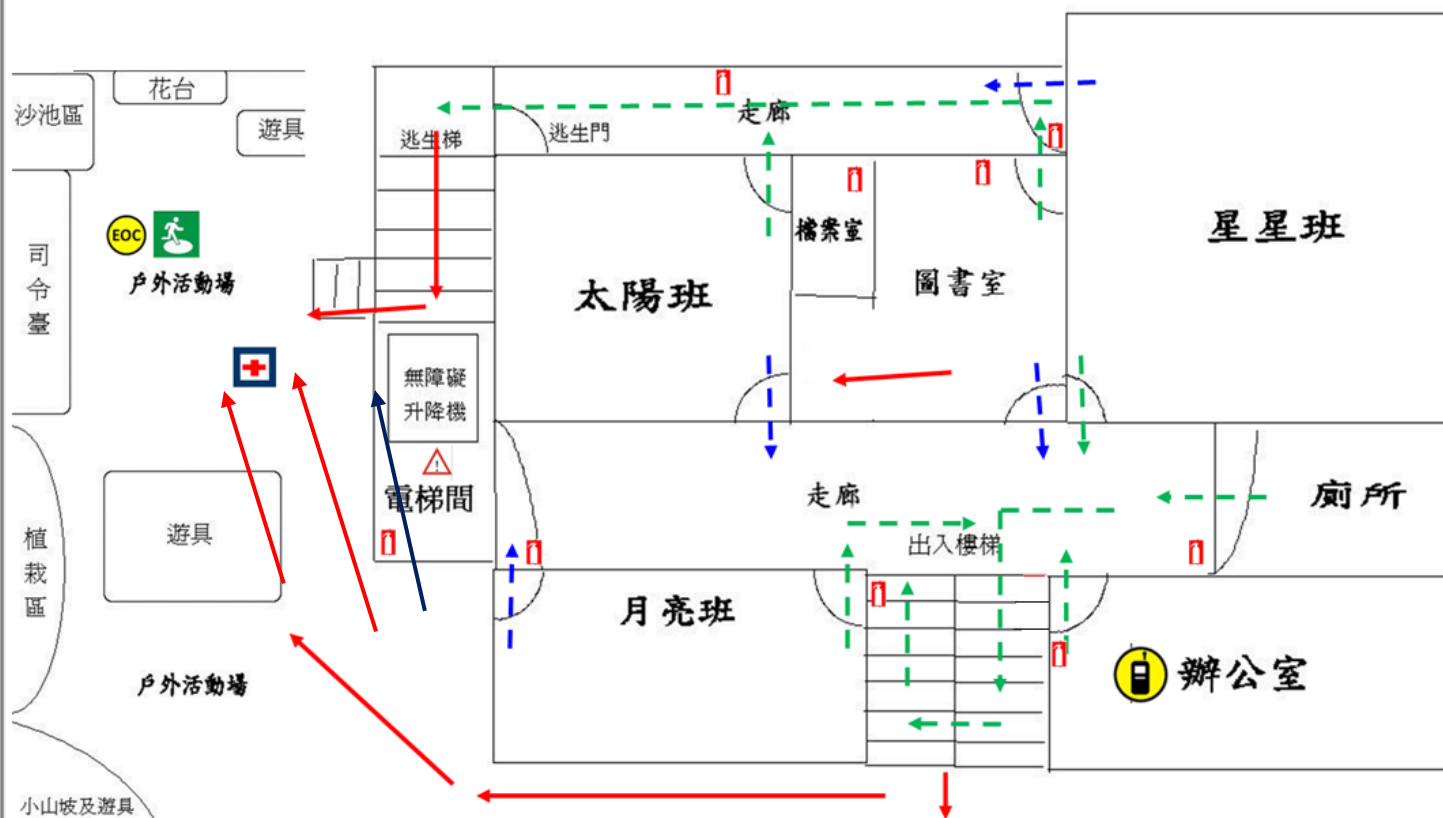 花台
沙池區
遊具
逃生梯
逃生門
走廊
司令臺
EOC
戶外活動場
檔案室
星星班
太陽班
圖書室
無障礙
升降機
電梯間
走廊
廁所
植栽區
遊具
出入樓梯
月亮班
辦公室
戶外活動場
小山坡及遊具